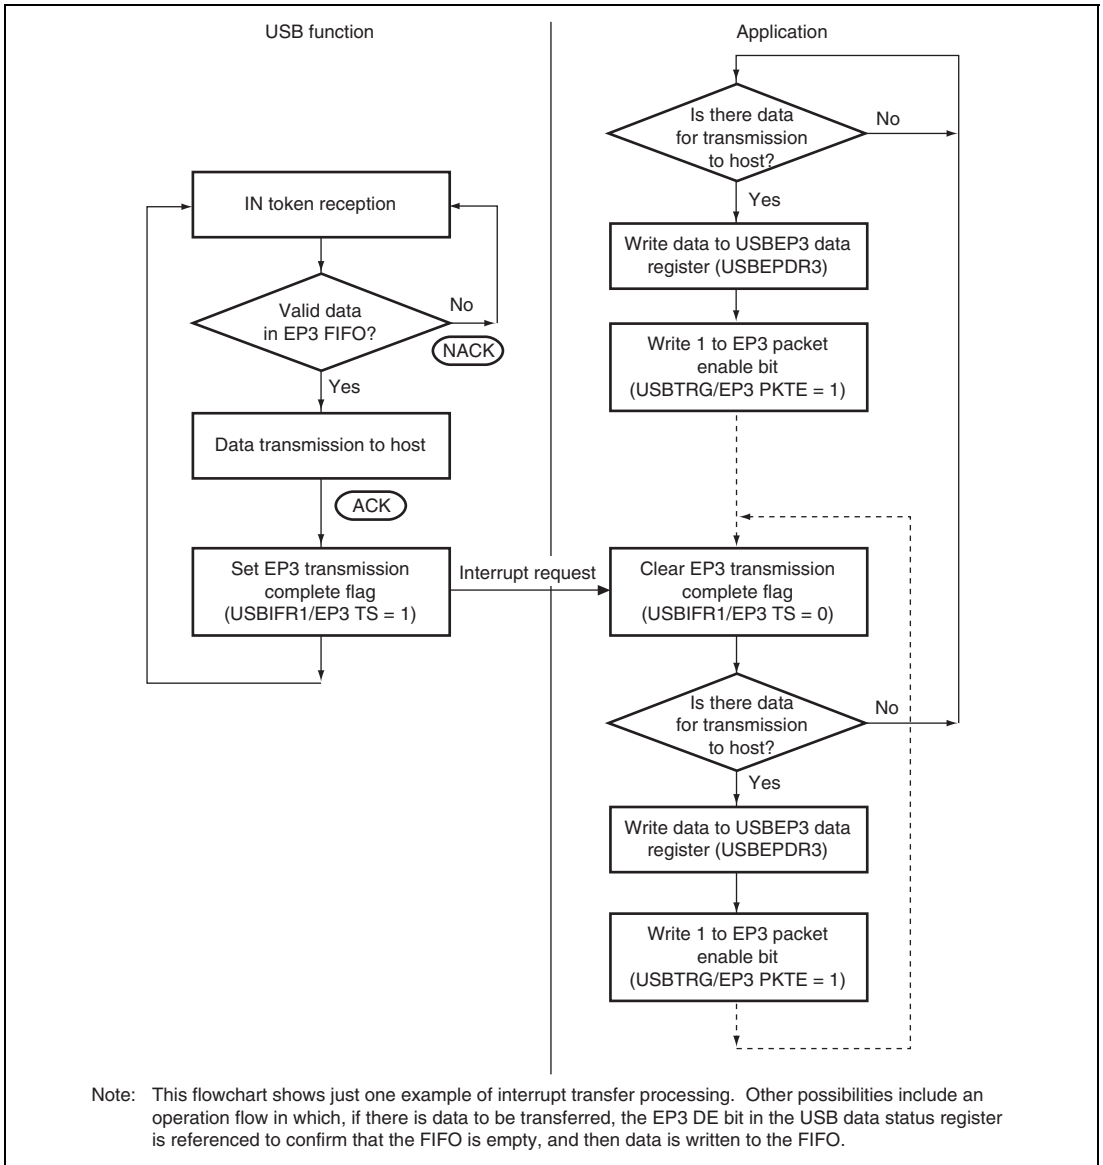 USB function
Application
Is there data
for transmission
to host?
No
Yes
IN token reception
Write data to USBEP3 data
register (USBEPDR3)
Valid data
in EP3 FIFO?
No
NACK
Yes
Write 1 to EP3 packet
enable bit
(USBTRG/EP3 PKTE = 1)
Data transmission to host
ACK
Set EP3 transmission
complete flag
(USBIFR1/EP3 TS = 1)
Interrupt request
Clear EP3 transmission
complete flag
(USBIFR1/EP3 TS = 0)
Is there data
for transmission
to host?
No
Yes
Write data to USBEP3 data
register (USBEPDR3)
Write 1 to EP3 packet
enable bit
(USBTRG/EP3 PKTE = 1)
Note: This flowchart shows just one example of interrupt transfer processing. Other possibilities include an
operation flow in which, if there is data to be transferred, the EP3 DE bit in the USB data status register
is referenced to confirm that the FIFO is empty, and then data is written to the FIFO.